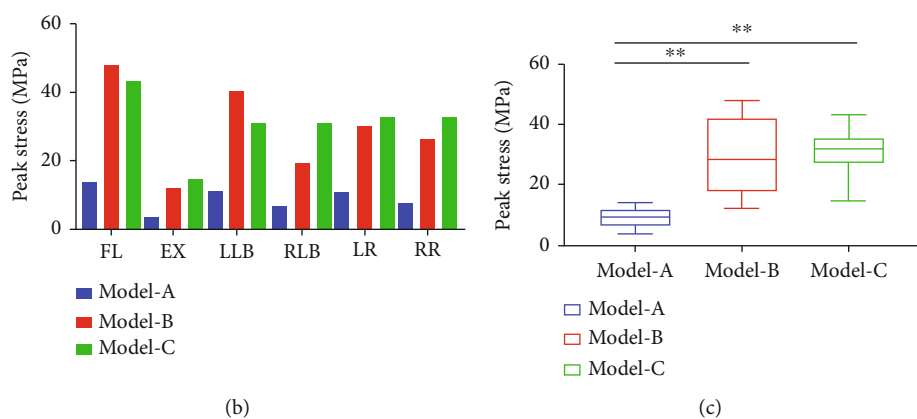 Peak stress (MPa)
60
40
20
0
FL EX LLB RLB LR RR
Model-A
Model-B
Model-C
(b)
Peak stress (MPa)
60
40
20
0
**
**
Model-A Model-B Model-C
Model-A
Model-B
Model-C
(c)